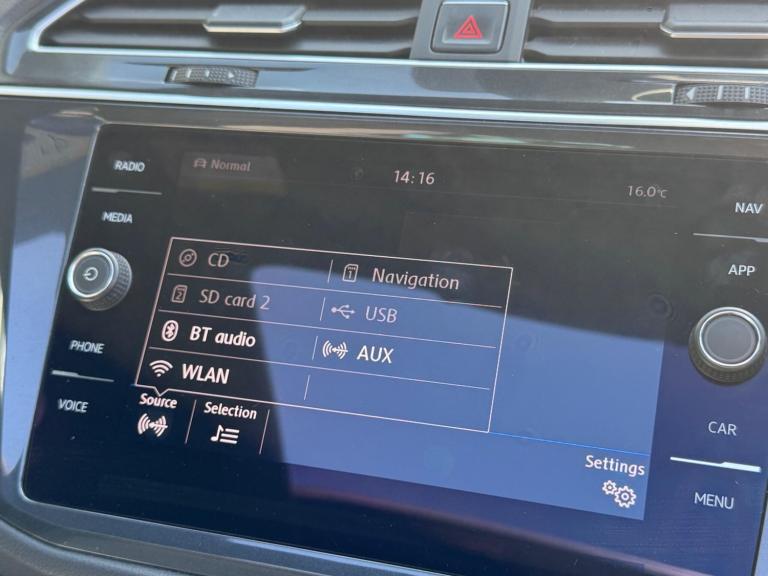 RADIO
Normal
14:16
16.0°c
NAV
MEDIA
APP
CD
Navigation
SD card 2
USB
BT audio
AUX
WLAN
PHONE
VOICE
CAR
MENU
Source
Selection
Settings